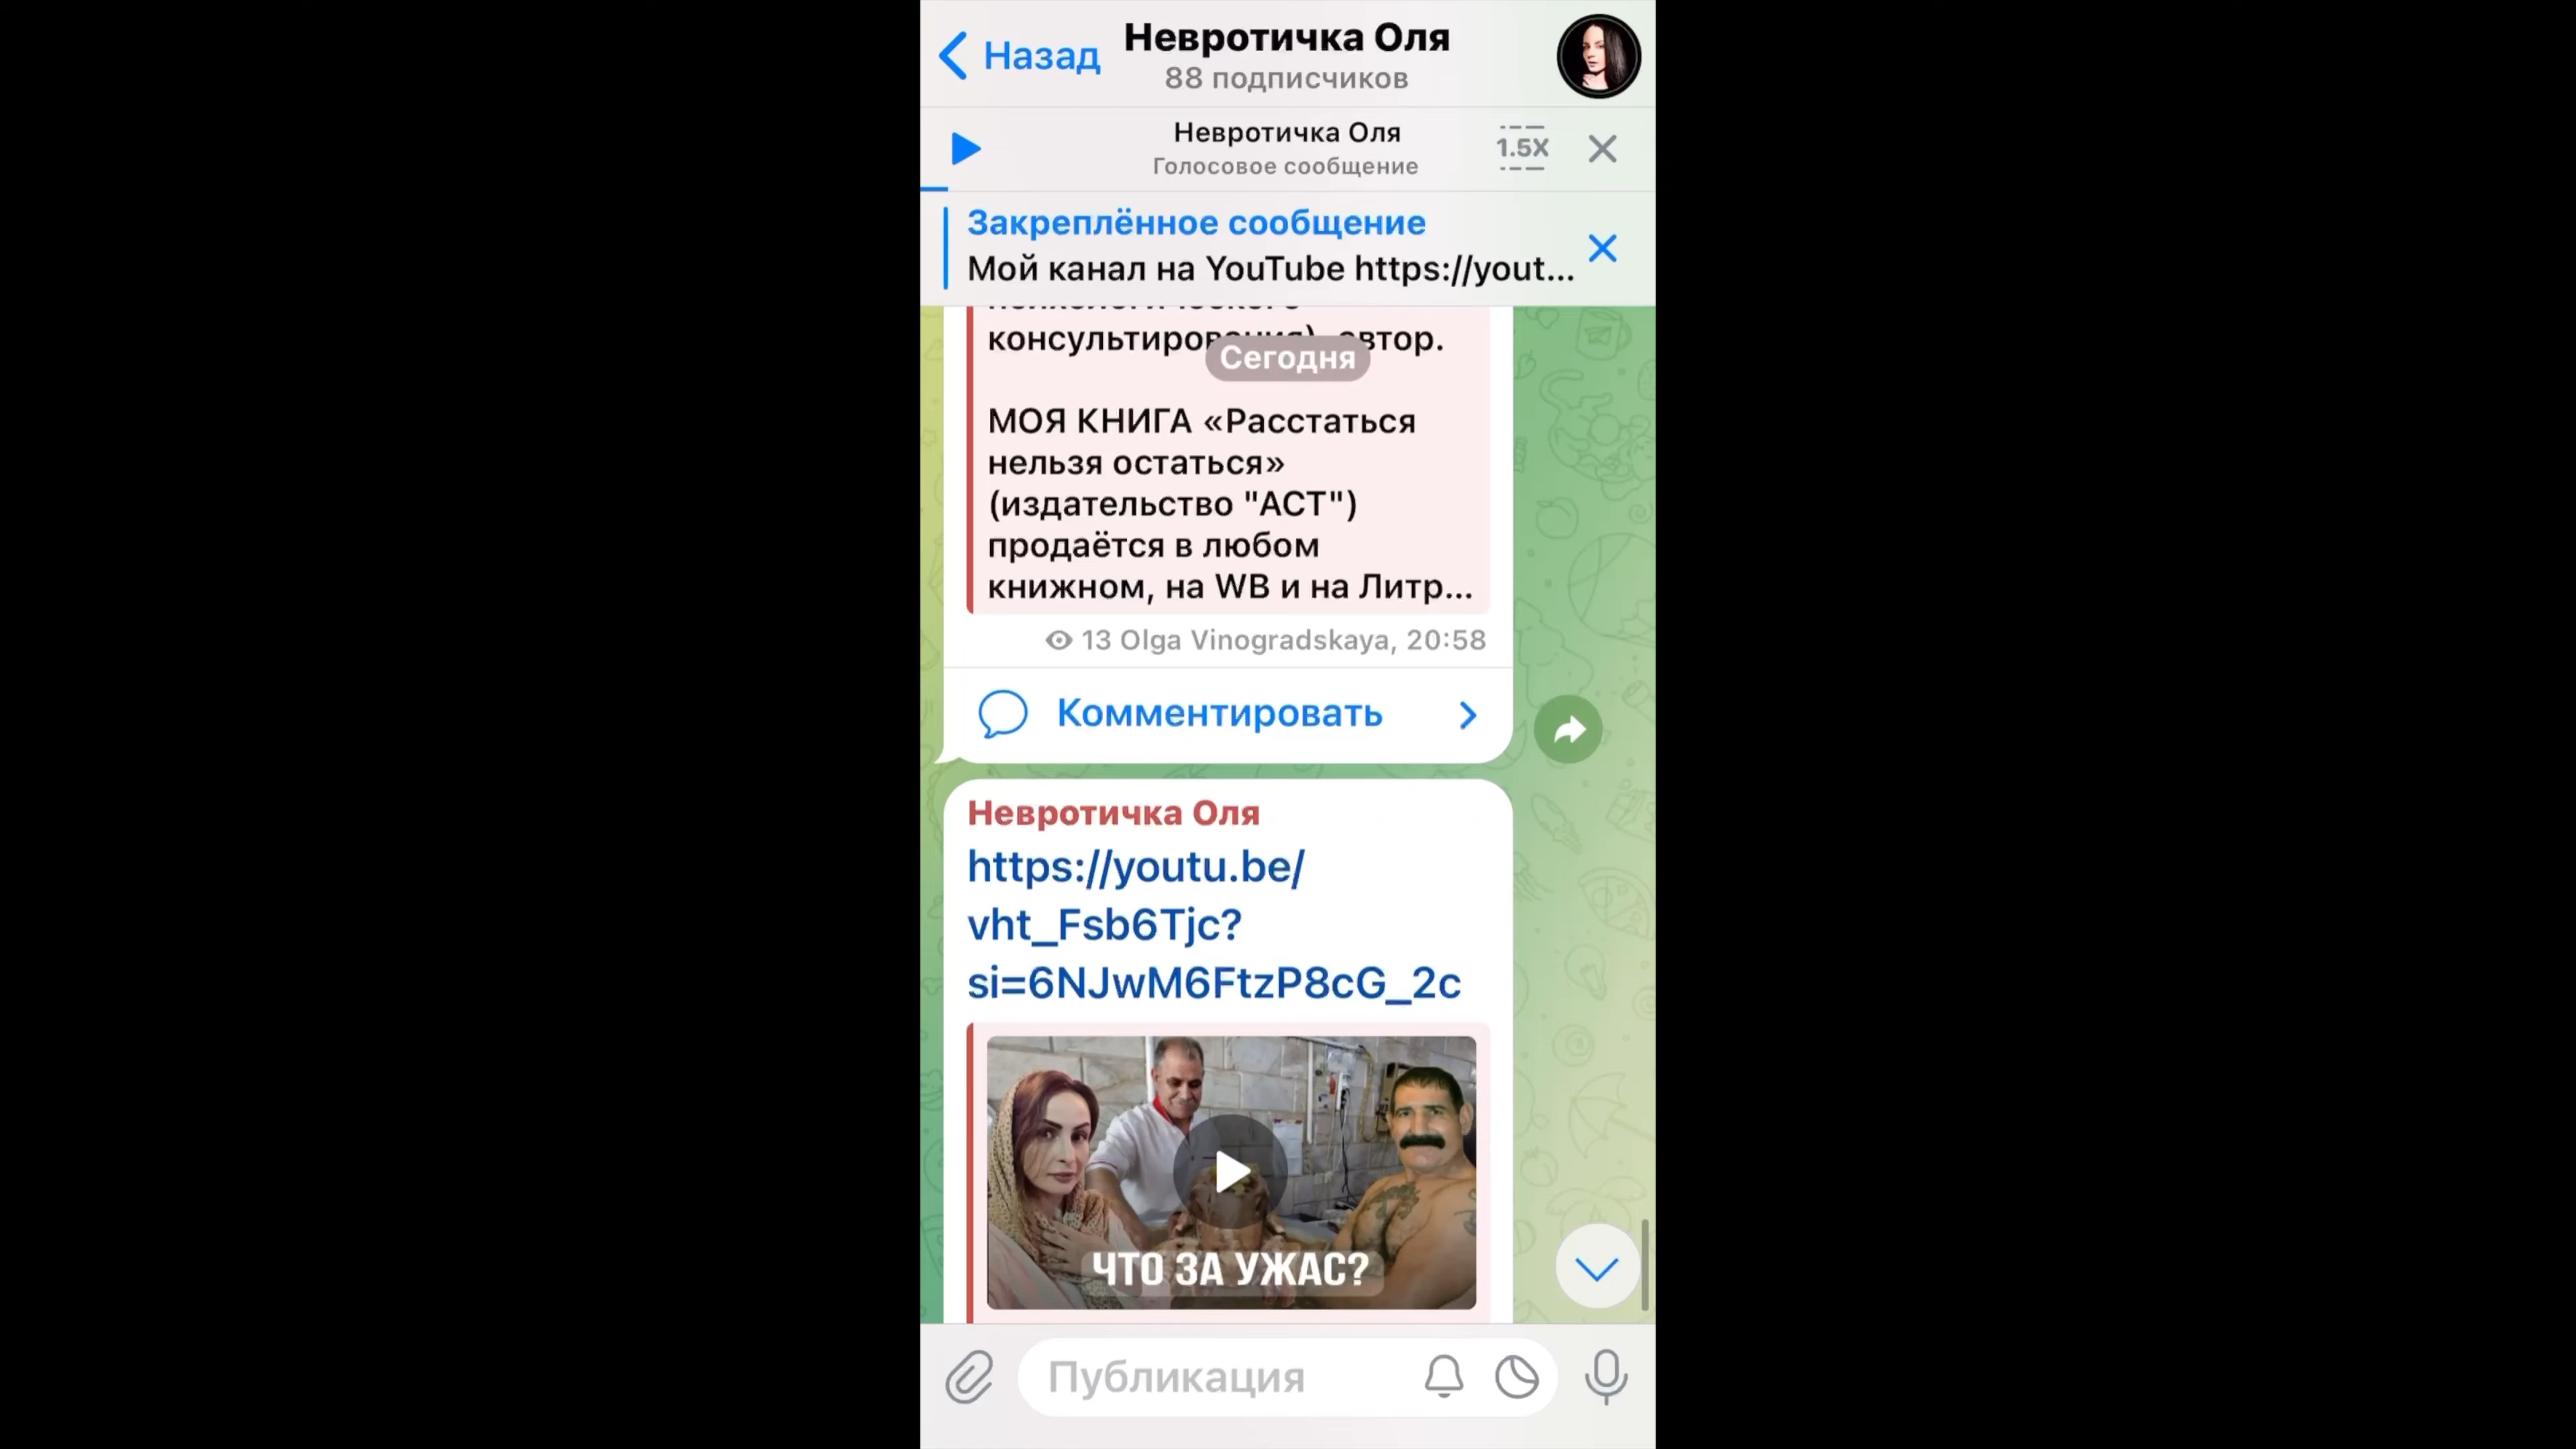 Назад
Невротичка Оля
88 подписчиков
Невротичка Оля
Голосовое сообщение
1.5X
Закреплённое сообщение
Мой канал на YouTube https://yout...
Сегодня
МОЯ КНИГА «Расстаться
нельзя остаться»
(издательство "АСТ")
продаётся в любом
книжном, на WB и на Литр...
13 Olga Vinogradskaya, 20:58
Комментировать
Невротичка Оля
https://youtu.be/
vht_Fsb6Tjc?
si=6NJwM6FtzP8cG_2c
ЧТО ЗА УЖАС?
Публикация